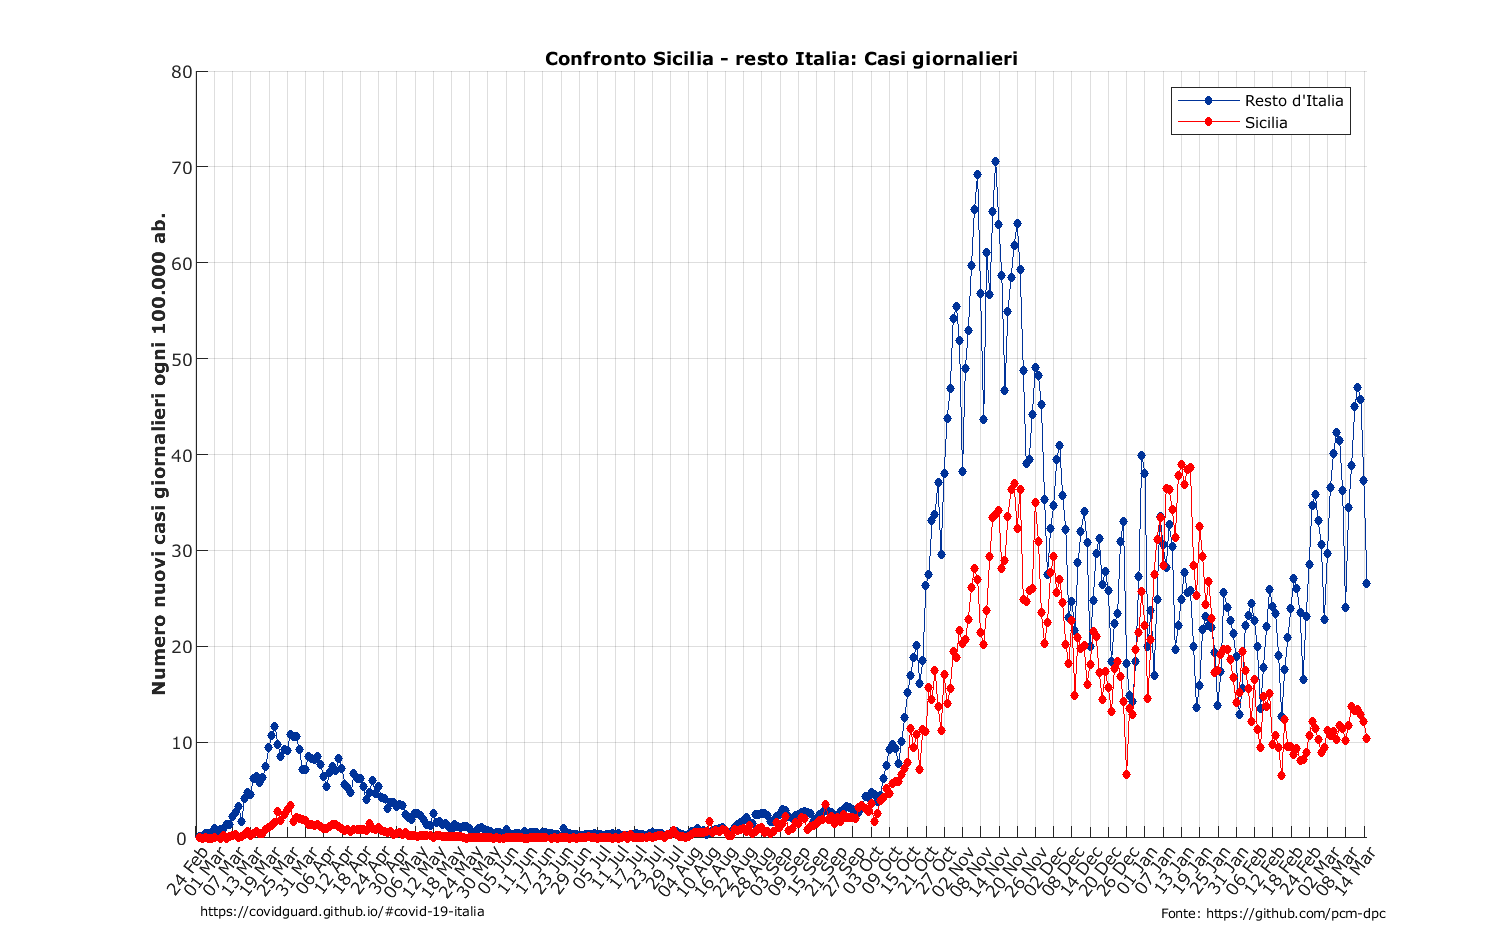 Confronto Sicilia - resto Italia: Casi giornalieri
Resto d'Italia
Sicilia
Numero nuovi casi giornalieri ogni 100.000 ab.
80
70
60
50
40
30
20
10
0
24 Feb
01 Mar
07 Mar
13 Mar
19 Mar
25 Mar
31 Mar
06 Apr
12 Apr
18 Apr
24 Apr
30 Apr
06 May
12 May
18 May
24 May
30 May
05 Jun
11 Jun
17 Jun
23 Jun
29 Jun
05 Jul
11 Jul
17 Jul
23 Jul
29 Jul
04 Aug
10 Aug
16 Aug
22 Aug
28 Aug
03 Sep
09 Sep
15 Sep
21 Sep
27 Sep
03 Oct
09 Oct
15 Oct
21 Oct
27 Oct
02 Nov
08 Nov
14 Nov
20 Nov
26 Nov
02 Dec
08 Dec
14 Dec
20 Dec
26 Dec
01 Jan
07 Jan
13 Jan
19 Jan
25 Jan
31 Jan
06 Feb
12 Feb
18 Feb
24 Feb
02 Mar
08 Mar
14 Mar
https://covidguard.github.io/#covid-19-italia
Fonte: https://github.com/pcm-dpc